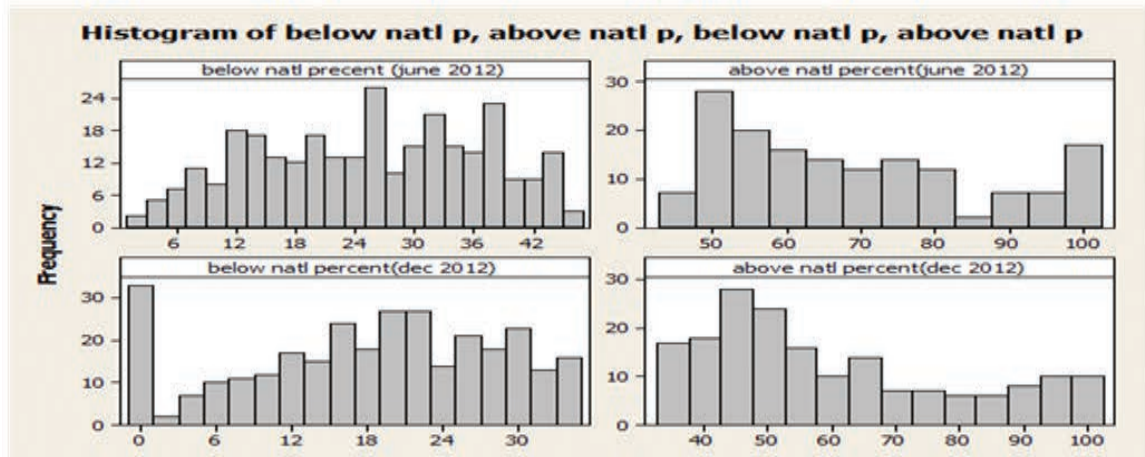 Histogram of below natl p, above natl p, below natl p, above natl p
below natl precent (june 2012)
24
18
12
6
0
6 12 18 24 30 36 42
above natl percent(june 2012)
30
20
10
0
50 60 70 80 90 100
Frequency
below natl percent(dec 2012)
30
20
10
0
0 6 12 18 24 30
above natl percent(dec 2012)
30
20
10
0
40 50 60 70 80 90 100